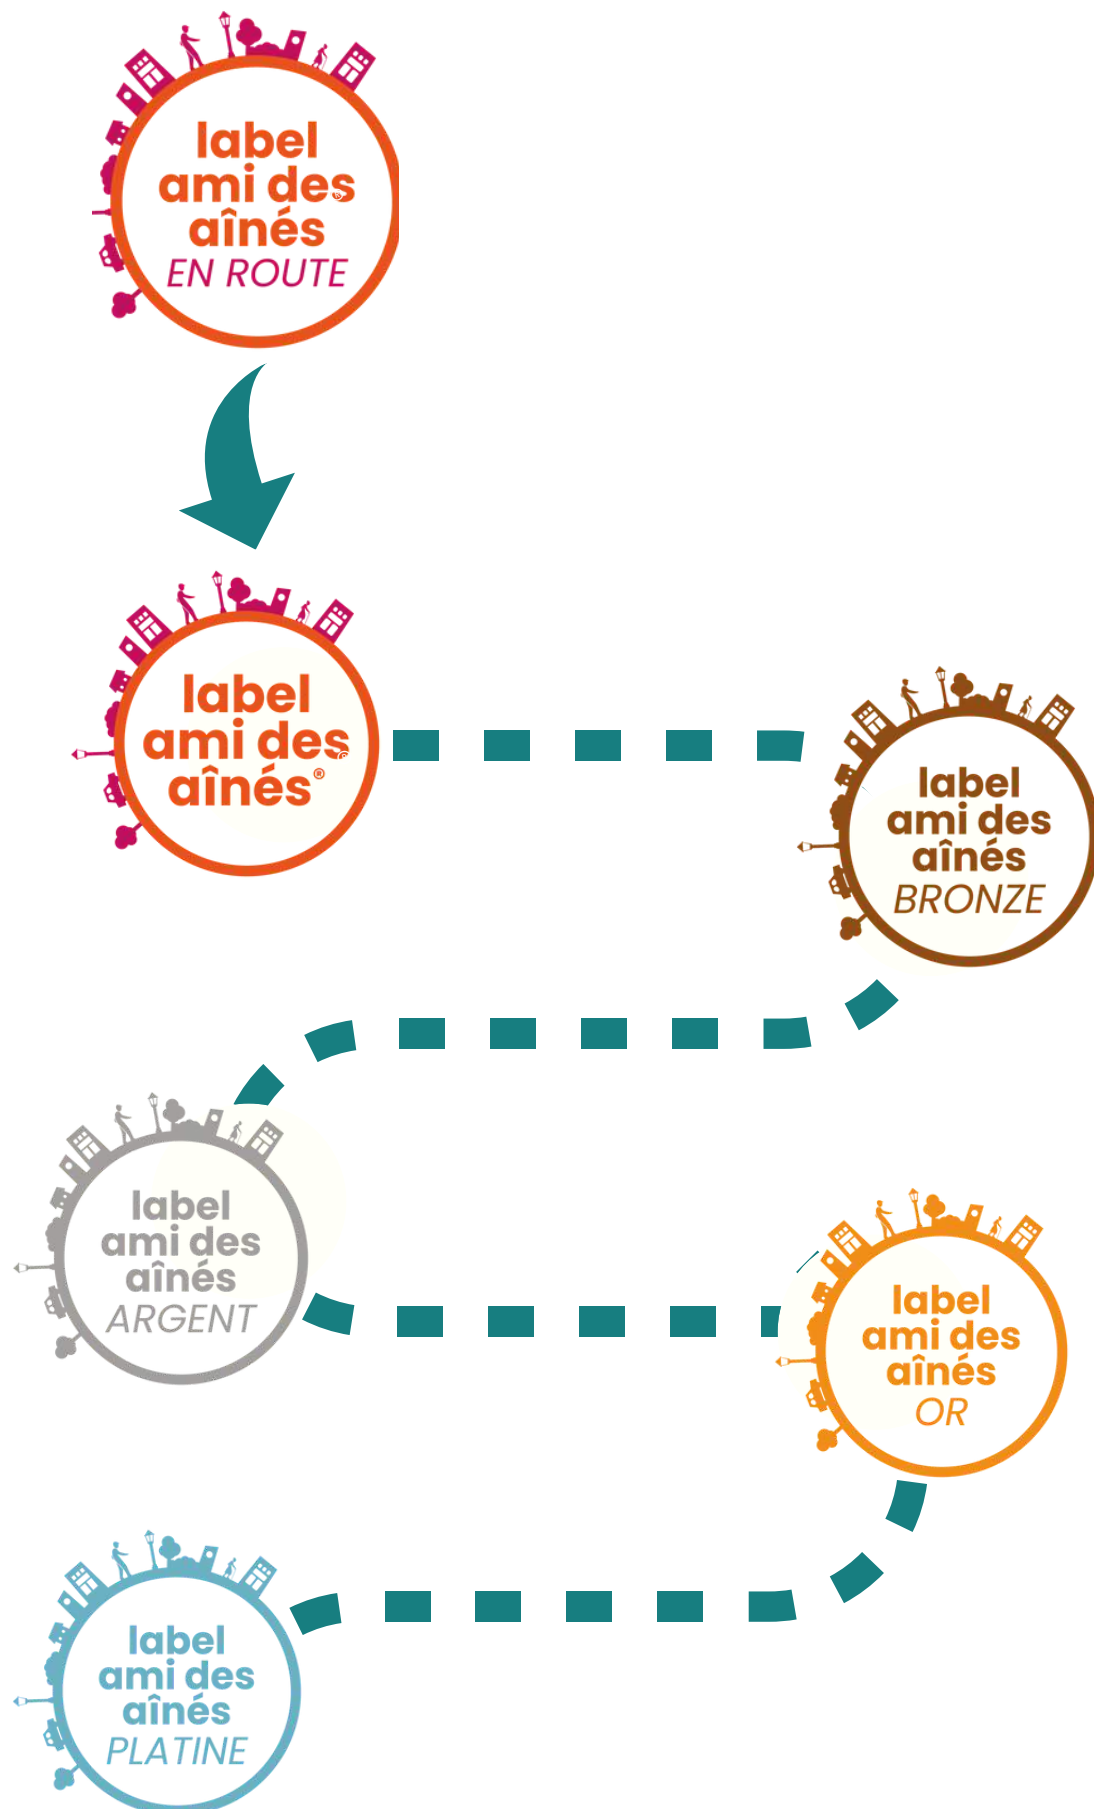 label
ami des
aînés
EN ROUTE
label
ami des
aînés®
label
ami des
aînés
BRONZE
label
ami des
aînés
ARGENT
label
ami des
aînés
OR
label
ami des
aînés
PLATINE